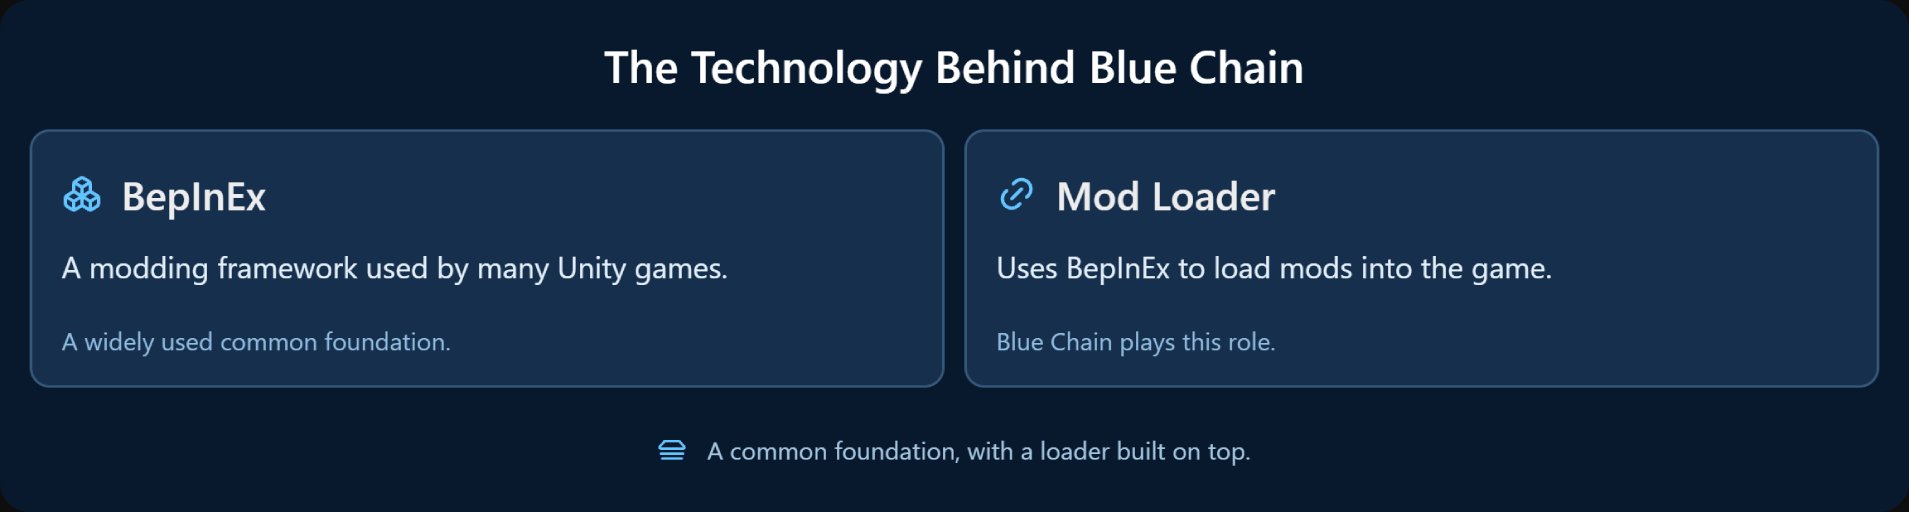 The Technology Behind Blue Chain
BepInEx
A modding framework used by many Unity games.
A widely used common foundation.
Mod Loader
Uses BepInEx to load mods into the game.
Blue Chain plays this role.
A common foundation, with a loader built on top.